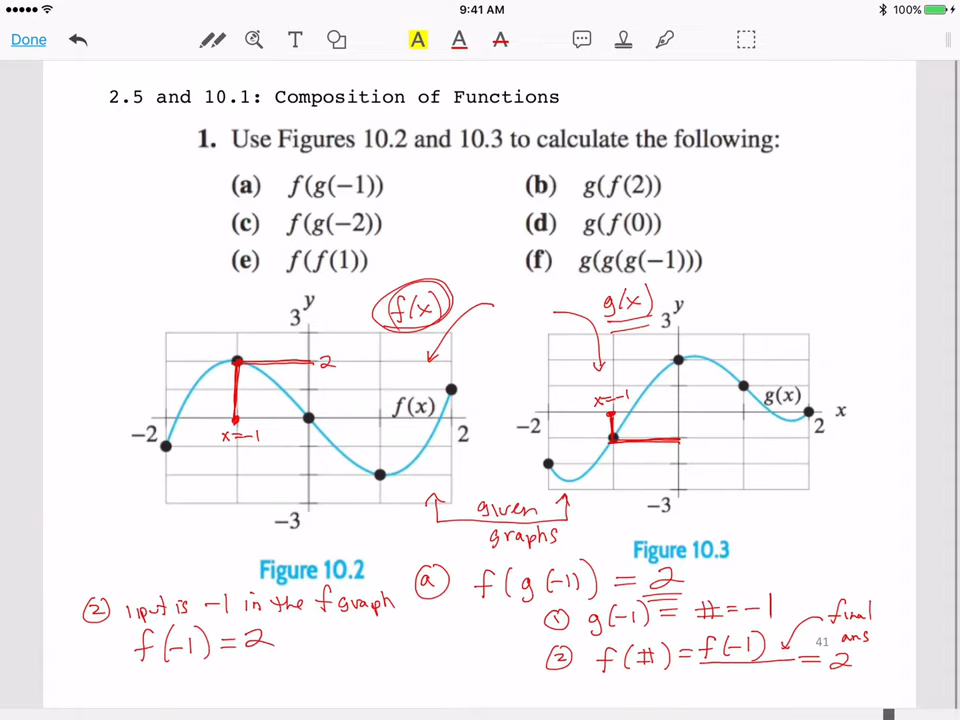 9:41 AM
100%
Done
T
A
A
A
2.5 and 10.1: Composition of Functions
1. Use Figures 10.2 and 10.3 to calculate the following:
(a) f(g(−1))
(b) g(f(2))
(c) f(g(−2))
(d) g(f(0))
(e) f(f(1))
(f) g(g(g(−1)))
f(x)
g(x)
3 y
3 y
2
x=-1
f(x)
g(x)
x
−2
2
x=-1
−2
2
−3
−3
given
graphs
Figure 10.2
Figure 10.3
(a) f(g(-1)) = 2
(2) Input is -1 in the f graph
f(-1) = 2
(1) g(-1) = # = -1
final
ans
(2) f(#) = f(-1) = 2
41